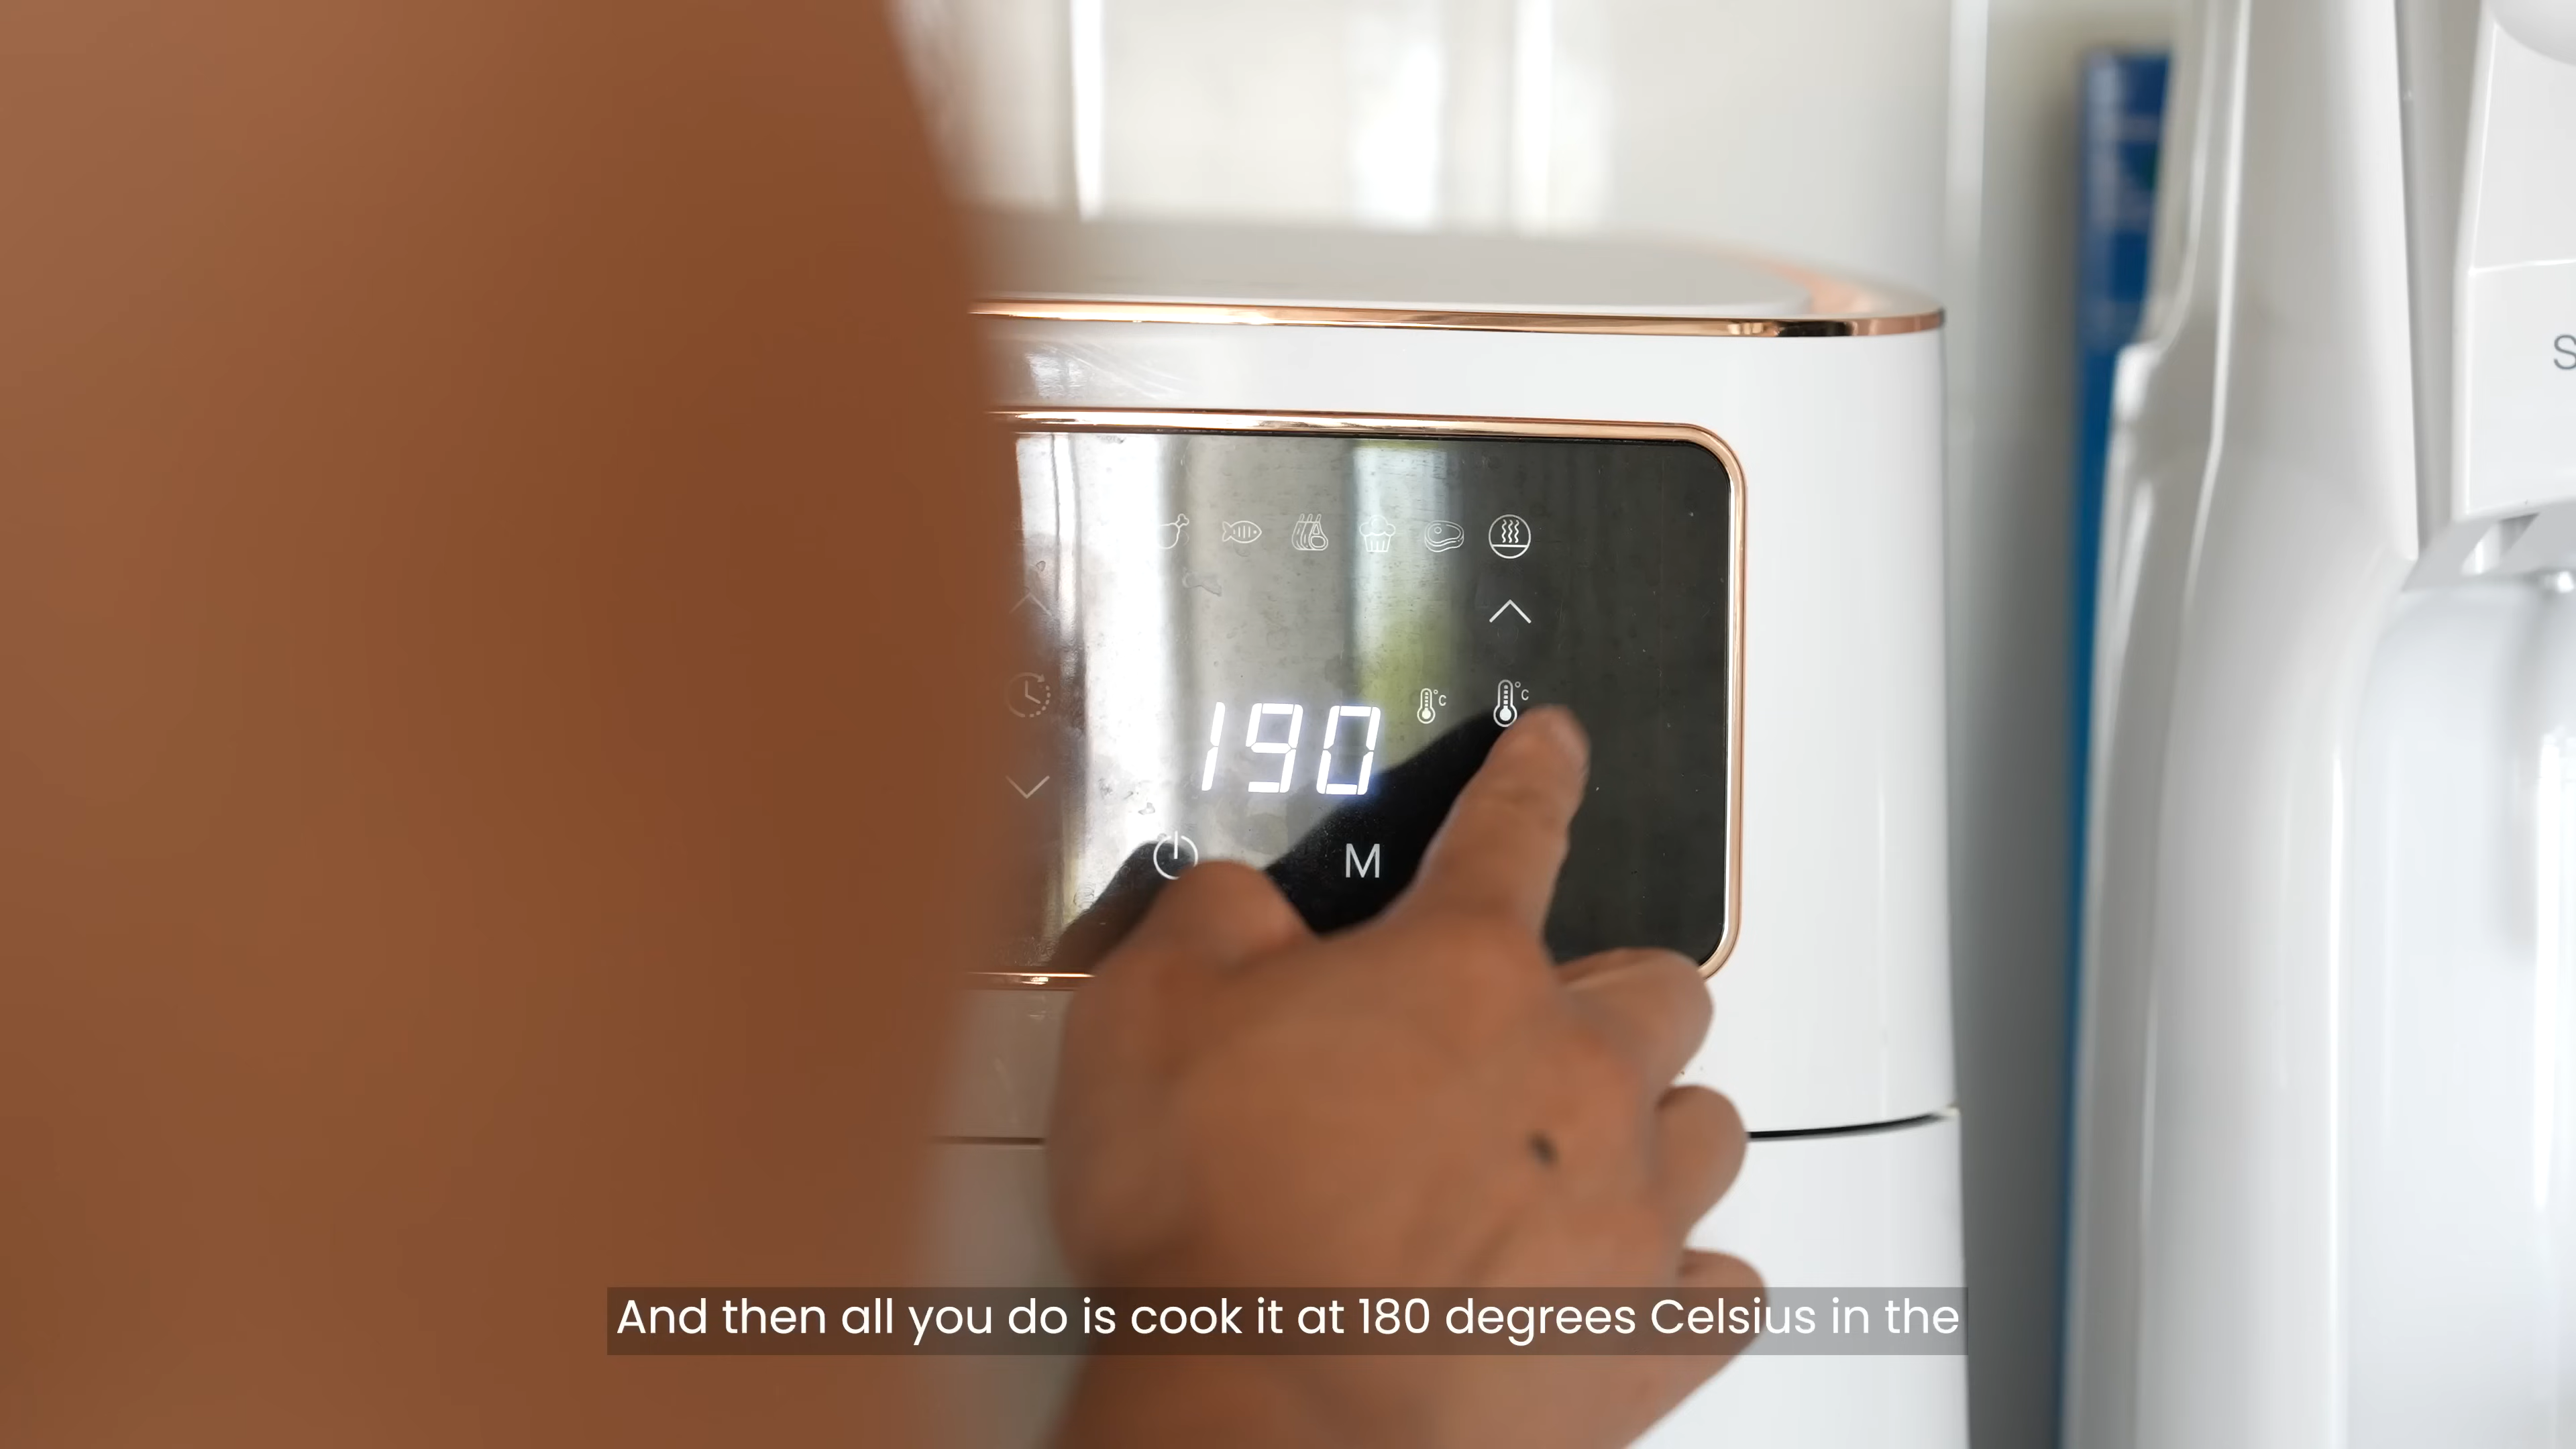 S
°C
°C
190
M
And then all you do is cook it at 180 degrees Celsius in the